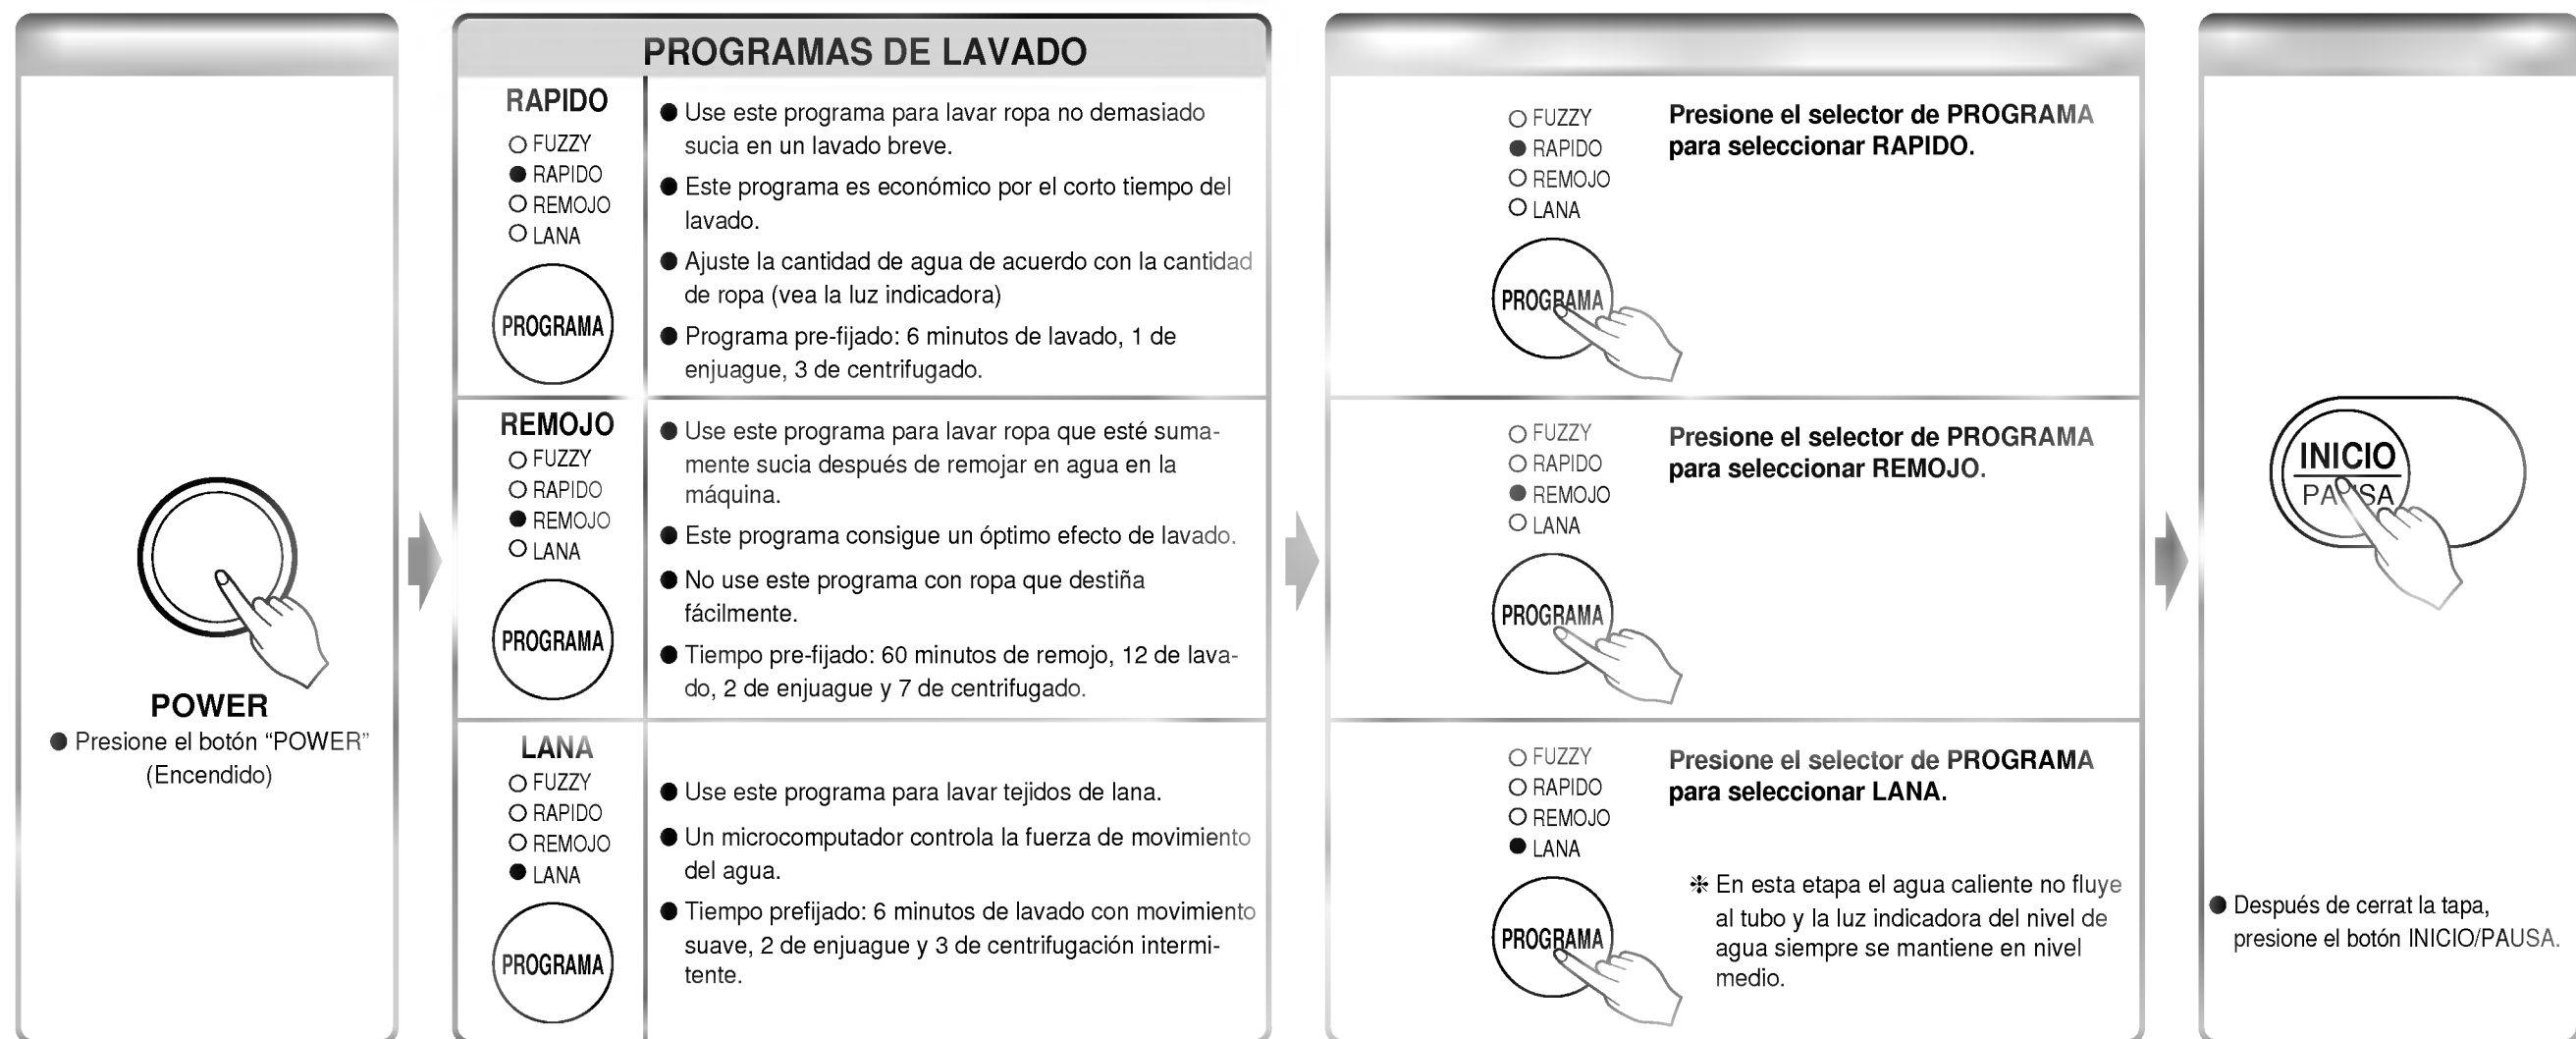 POWER
● Presione el botón “POWER”
(Encendido)
PROGRAMAS DE LAVADO
RAPIDO
○ FUZZY
● RAPIDO
○ REMOJO
○ LANA
PROGRAMA
● Use este programa para lavar ropa no demasiado
sucia en un lavado breve.
● Este programa es económico por el corto tiempo del
lavado.
● Ajuste la cantidad de agua de acuerdo con la cantidad
de ropa (vea la luz indicadora)
● Programa pre-fijado: 6 minutos de lavado, 1 de
enjuague, 3 de centrifugado.
REMOJO
○ FUZZY
○ RAPIDO
● REMOJO
○ LANA
PROGRAMA
● Use este programa para lavar ropa que esté suma-
mente sucia después de remojar en agua en la
máquina.
● Este programa consigue un óptimo efecto de lavado.
● No use este programa con ropa que destiña
fácilmente.
● Tiempo pre-fijado: 60 minutos de remojo, 12 de lava-
do, 2 de enjuague y 7 de centrifugado.
LANA
○ FUZZY
○ RAPIDO
○ REMOJO
● LANA
PROGRAMA
● Use este programa para lavar tejidos de lana.
● Un microcomputador controla la fuerza de movimiento
del agua.
● Tiempo prefijado: 6 minutos de lavado con movimiento
suave, 2 de enjuague y 3 de centrifugación intermi-
tente.
○ FUZZY
● RAPIDO
○ REMOJO
○ LANA
PROGRAMA
Presione el selector de PROGRAMA
para seleccionar RAPIDO.
○ FUZZY
○ RAPIDO
● REMOJO
○ LANA
PROGRAMA
Presione el selector de PROGRAMA
para seleccionar REMOJO.
○ FUZZY
○ RAPIDO
○ REMOJO
● LANA
PROGRAMA
Presione el selector de PROGRAMA
para seleccionar LANA.
❈ En esta etapa el agua caliente no fluye
al tubo y la luz indicadora del nivel de
agua siempre se mantiene en nivel
medio.
INICIO
PAUSA
● Después de cerrat la tapa,
presione el botón INICIO/PAUSA.